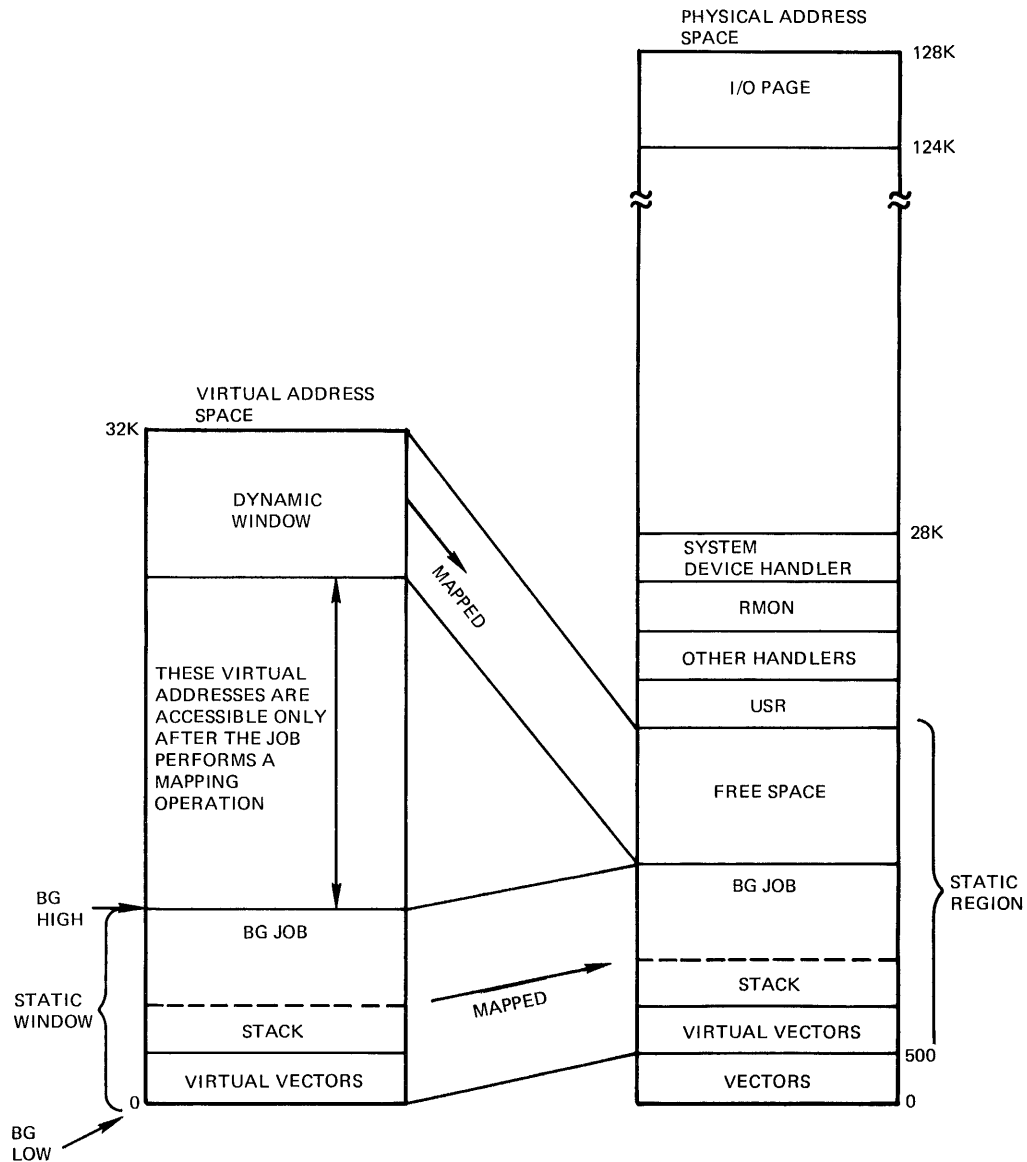 PHYSICAL ADDRESS
SPACE
128K
I/O PAGE
124K
VIRTUAL ADDRESS
SPACE
32K
DYNAMIC
WINDOW
MAPPED
28K
SYSTEM
DEVICE HANDLER
RMON
OTHER HANDLERS
USR
THESE VIRTUAL
ADDRESSES ARE
ACCESSIBLE ONLY
AFTER THE JOB
PERFORMS A
MAPPING
OPERATION
FREE SPACE
BG
HIGH
BG JOB
BG JOB
STATIC
REGION
STATIC
WINDOW
STACK
MAPPED
STACK
VIRTUAL VECTORS
VIRTUAL VECTORS
500
VECTORS
0
0
BG
LOW